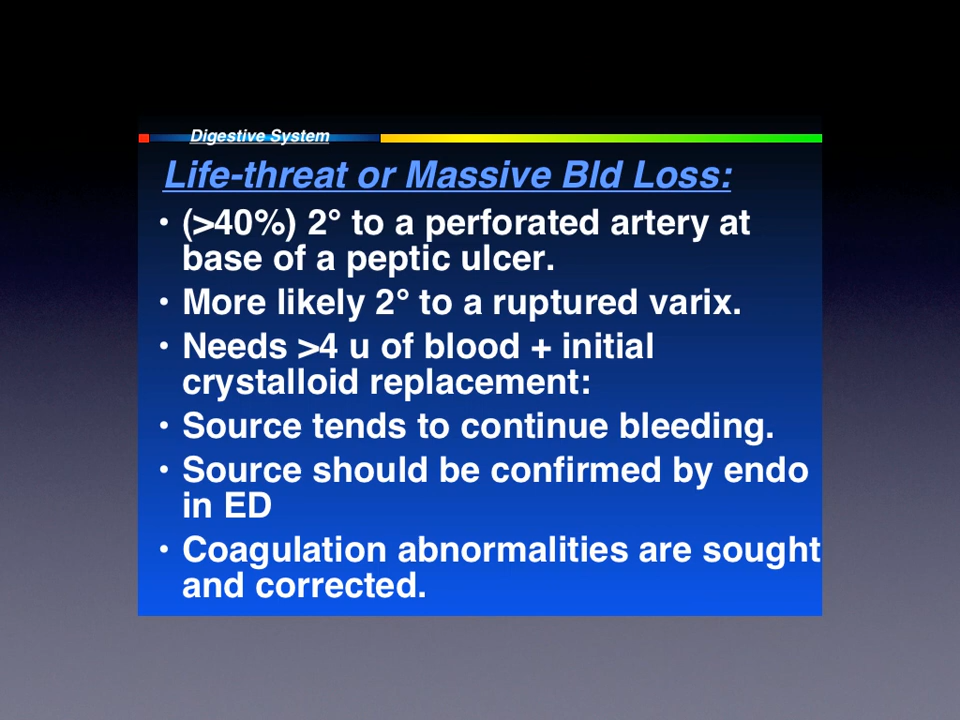 Digestive System
Life-threat or Massive Bld Loss:
• (>40%) 2° to a perforated artery at
base of a peptic ulcer.
• More likely 2° to a ruptured varix.
• Needs >4 u of blood + initial
crystalloid replacement:
• Source tends to continue bleeding.
• Source should be confirmed by endo
in ED
• Coagulation abnormalities are sought
and corrected.